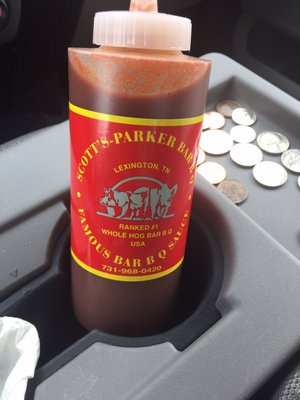 SCOTT'S-PARKER BAR B Q
LEXINGTON, TN
RANKED #1
WHOLE HOG BAR B Q
USA
FAMOUS BAR B Q SAUCE
731-968-0420